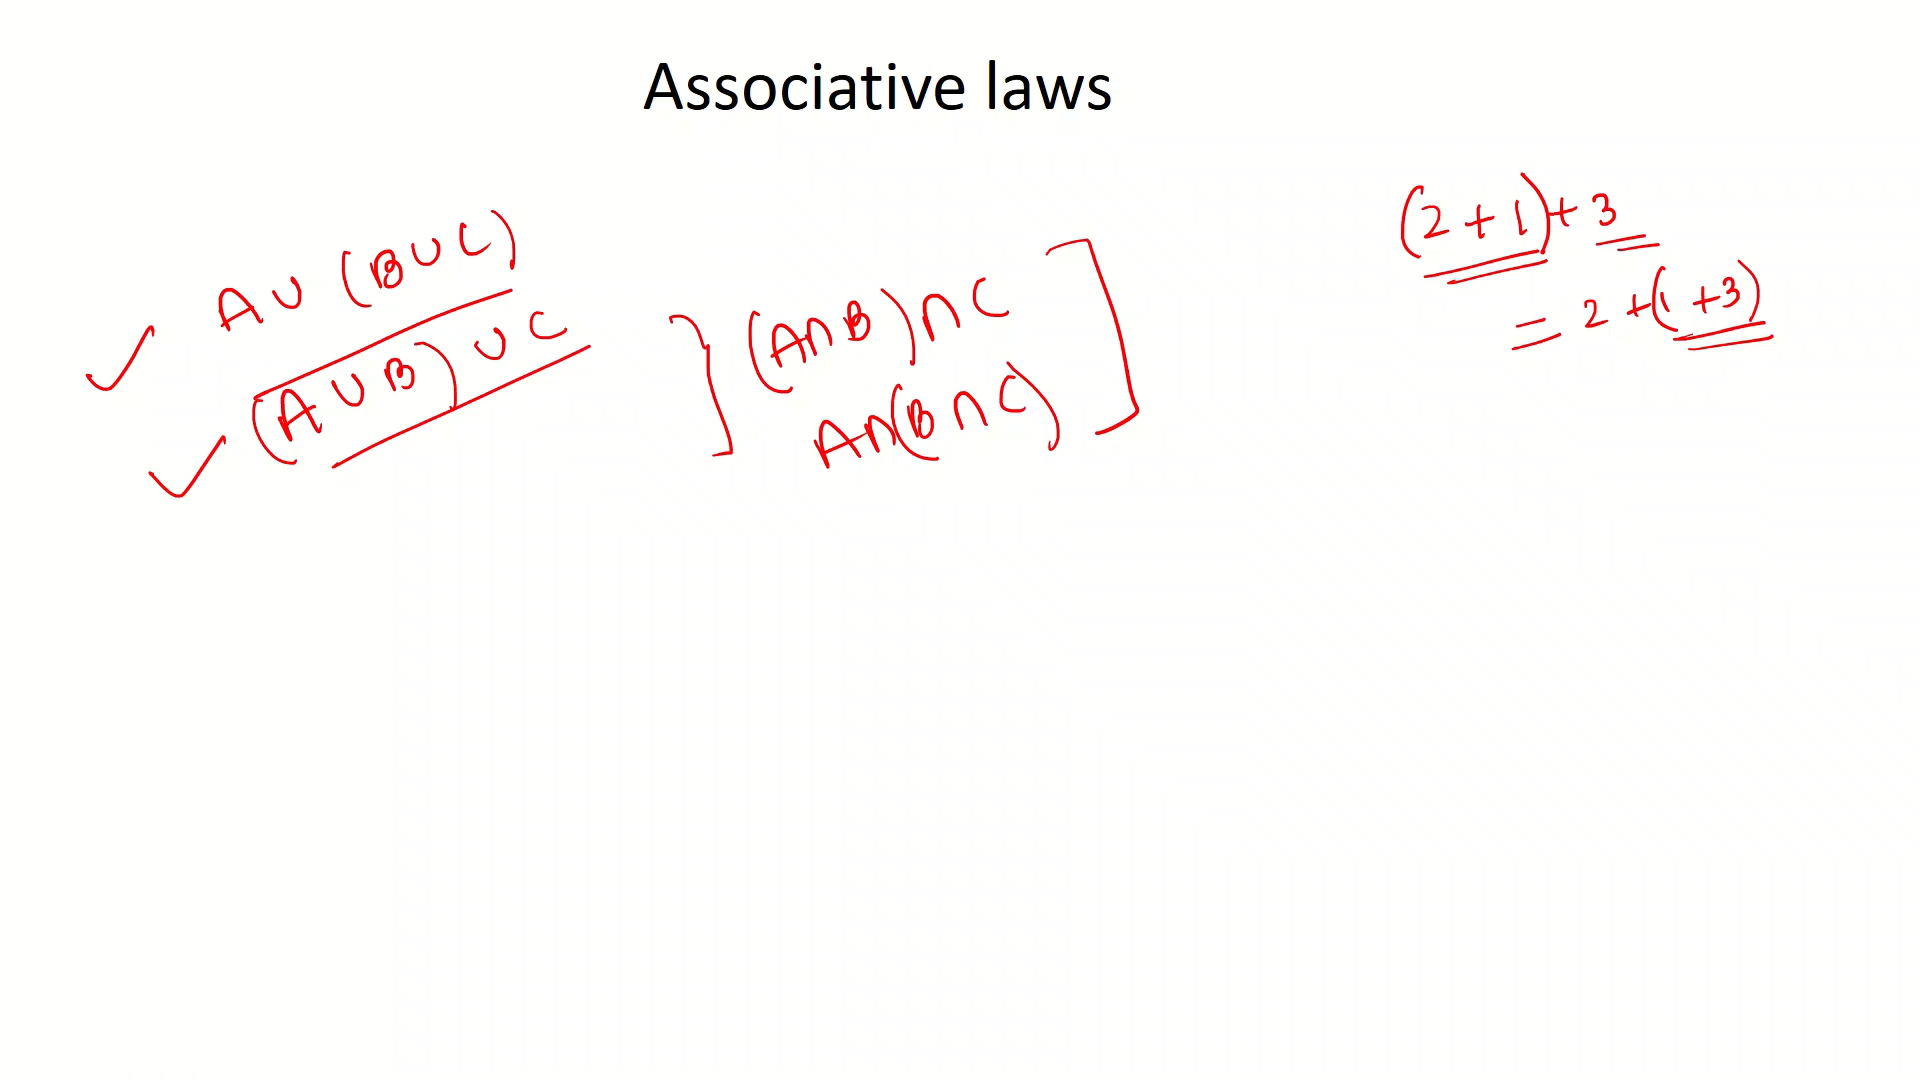 Associative laws
A ∪ (B ∪ C)
(A ∪ B) ∪ C
(A∩B) ∩ C
A∩(B ∩ C)
(2 + 1) + 3
= 2 + (1 + 3)